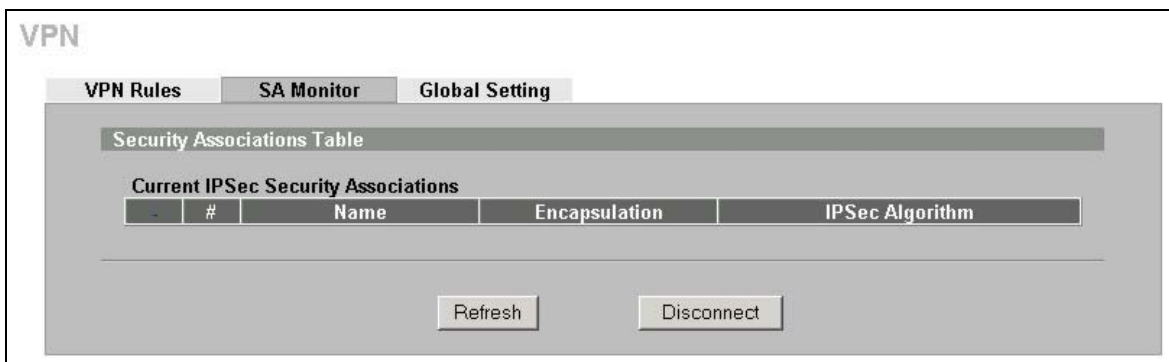 VPN
VPN Rules SA Monitor Global Setting
Security Associations Table
Current IPSec Security Associations
- # Name Encapsulation IPSec Algorithm
Refresh Disconnect